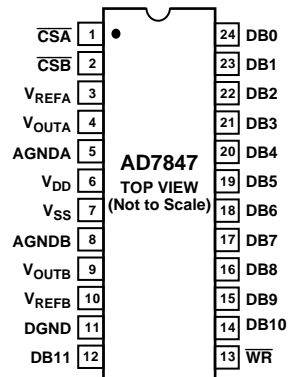 CSA 1 24 DB0
CSB 2 23 DB1
VREFA 3 22 DB2
VOUTA 4 21 DB3
AGNDA 5 20 DB4
AD7847
VDD 6 19 DB5
TOP VIEW
VSS 7 18 DB6
(Not to Scale)
AGNDB 8 17 DB7
VOUTB 9 16 DB8
VREFB 10 15 DB9
DGND 11 14 DB10
DB11 12 13 WR